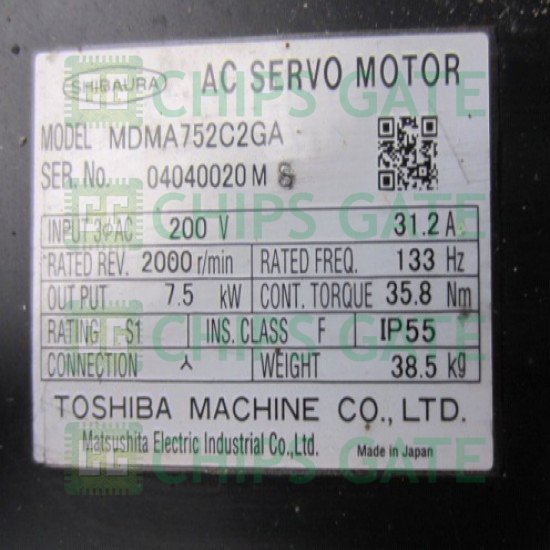 SHIBAURA AC SERVO MOTOR
MODEL MDMA752C2GA
SER. No. 04040020 M 8
INPUT 3ΦAC 200 V 31.2 A
RATED REV. 2000 r/min RATED FREQ. 133 Hz
OUT PUT 7.5 kW CONT. TORQUE 35.8 Nm
RATING S1 INS. CLASS F IP55
CONNECTION WEIGHT 38.5 kg
TOSHIBA MACHINE CO., LTD.
Matsushita Electric Industrial Co., Ltd. Made in Japan
CHIPS GATE
CHIPS GATE
CHIPS GATE
CHIPS GATE
CHIPS GATE